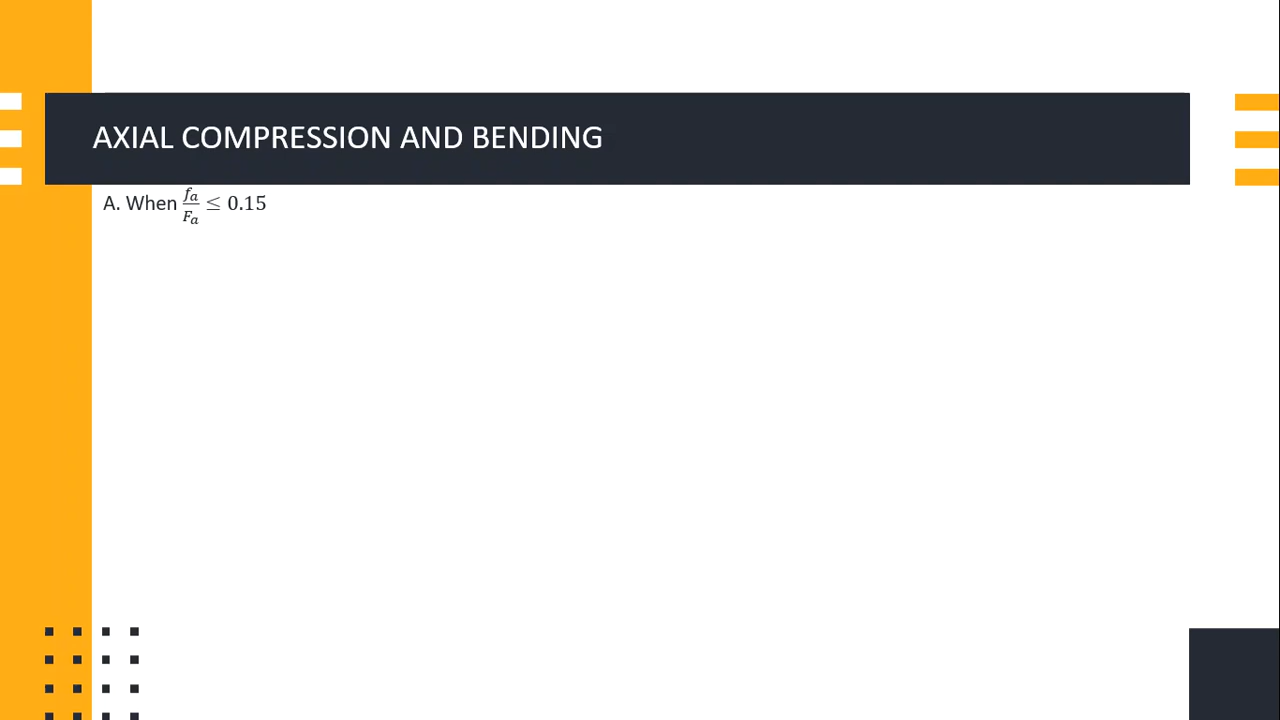 AXIAL COMPRESSION AND BENDING
A. When fa/Fa ≤ 0.15